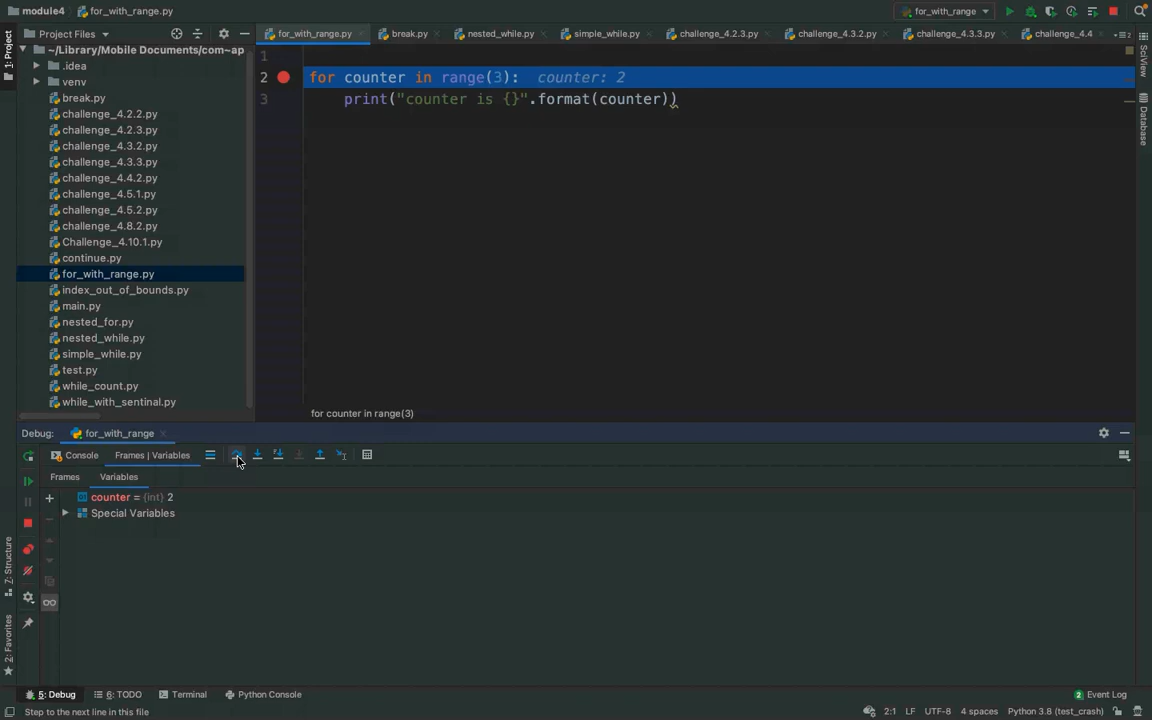 module4 for_with_range.py
for_with_range
Project Files
for_with_range.py break.py nested_while.py simple_while.py challenge_4.2.3.py challenge_4.3.2.py challenge_4.3.3.py challenge_4.4
1: Project
~/Library/Mobile Documents/com~ap
.idea
venv
break.py
challenge_4.2.2.py
challenge_4.2.3.py
challenge_4.3.2.py
challenge_4.3.3.py
challenge_4.4.2.py
challenge_4.5.1.py
challenge_4.5.2.py
challenge_4.8.2.py
Challenge_4.10.1.py
continue.py
for_with_range.py
index_out_of_bounds.py
main.py
nested_for.py
nested_while.py
simple_while.py
test.py
while_count.py
while_with_sentinal.py
1
2 for counter in range(3): counter: 2
3 print("counter is {}".format(counter))
for counter in range(3)
SciView
Database
Debug: for_with_range
Console Frames | Variables
Frames Variables
counter = {int} 2
Special Variables
7: Structure
2: Favorites
5: Debug 6: TODO Terminal Python Console 2 Event Log
Step to the next line in this file 2:1 LF UTF-8 4 spaces Python 3.8 (test_crash)